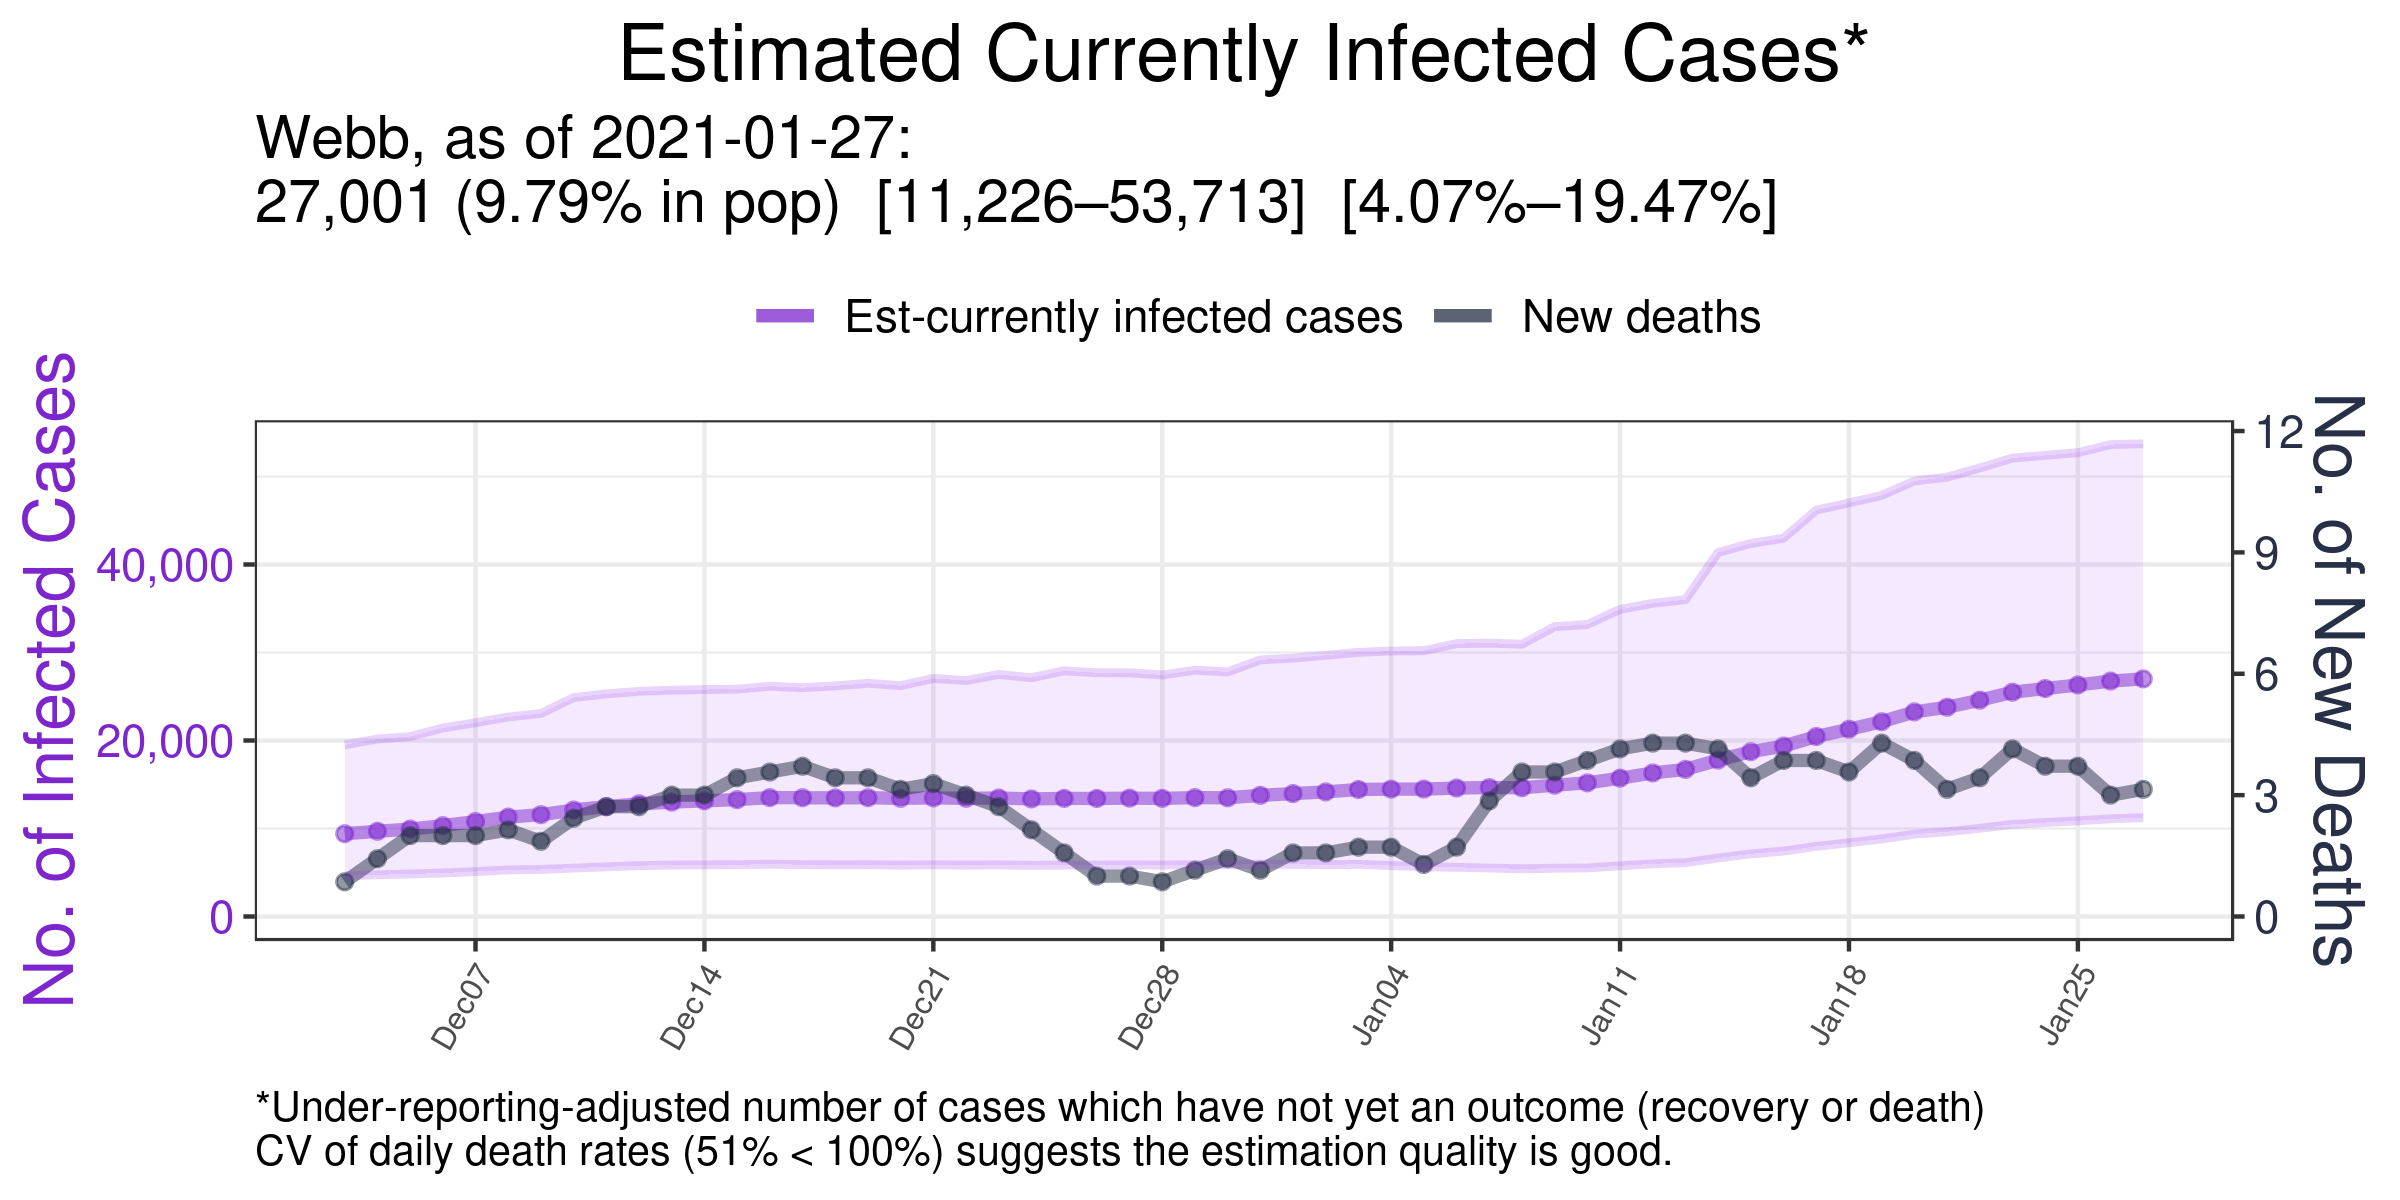 Estimated Currently Infected Cases*
Webb, as of 2021-01-27:
27,001 (9.79% in pop)  [11,226–53,713]  [4.07%–19.47%]
Est-currently infected cases
New deaths
No. of Infected Cases
40,000
20,000
0
12
9
6
3
0
No. of New Deaths
Dec07
Dec14
Dec21
Dec28
Jan04
Jan11
Jan18
Jan25
*Under-reporting-adjusted number of cases which have not yet an outcome (recovery or death)
CV of daily death rates (51% < 100%) suggests the estimation quality is good.